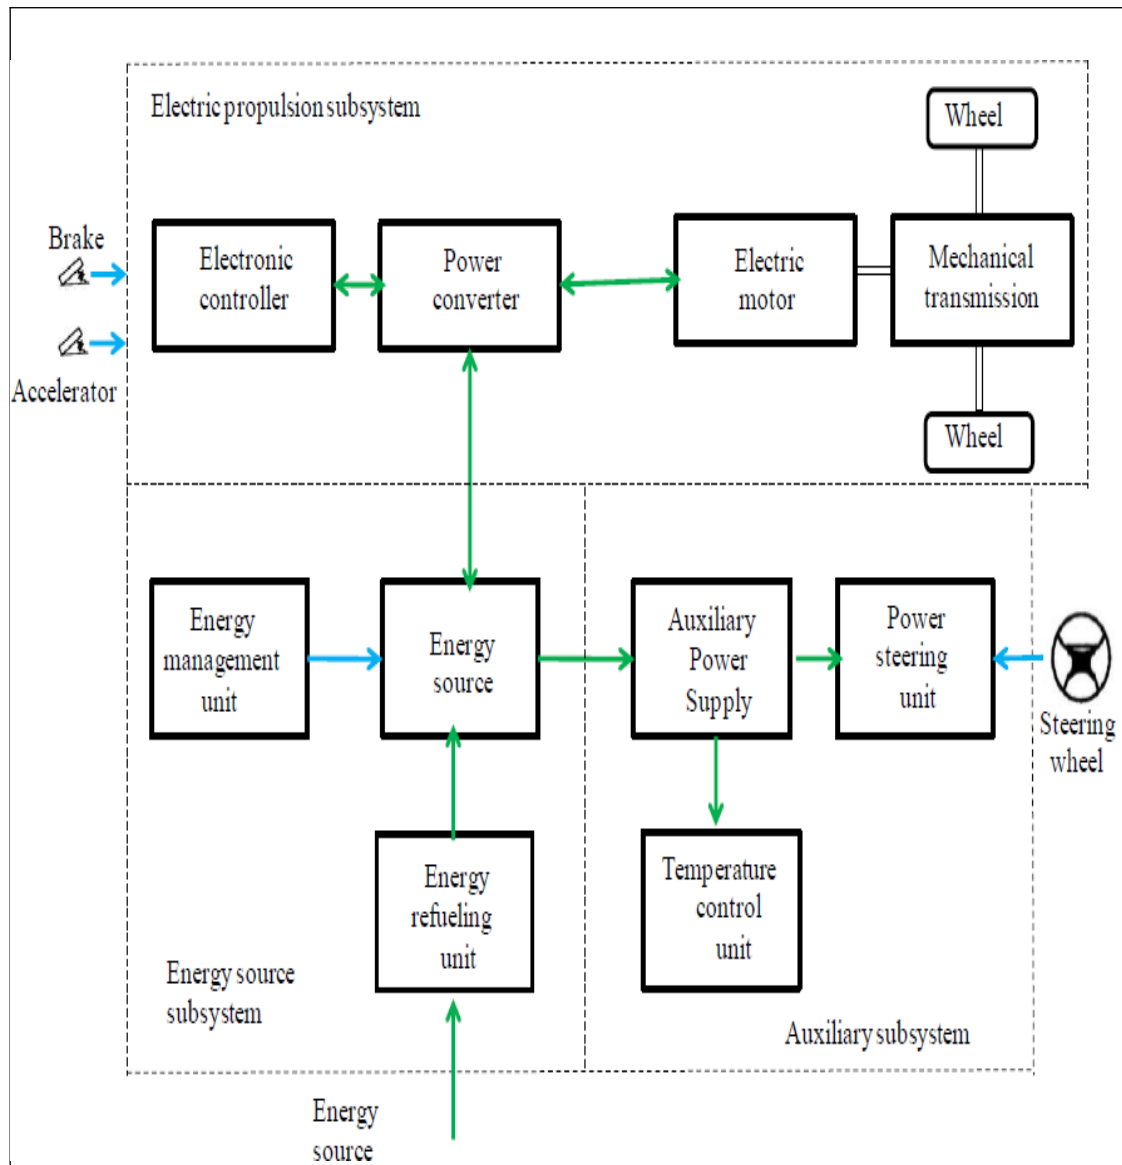 Electric propulsion subsystem
Wheel
Brake
Electronic
controller
Power
converter
Electric
motor
Mechanical
transmission
Accelerator
Wheel
Energy
management
unit
Energy
source
Auxiliary
Power
Supply
Power
steering
unit
Steering
wheel
Energy
refueling
unit
Temperature
control
unit
Energy source
subsystem
Auxiliary subsystem
Energy
source